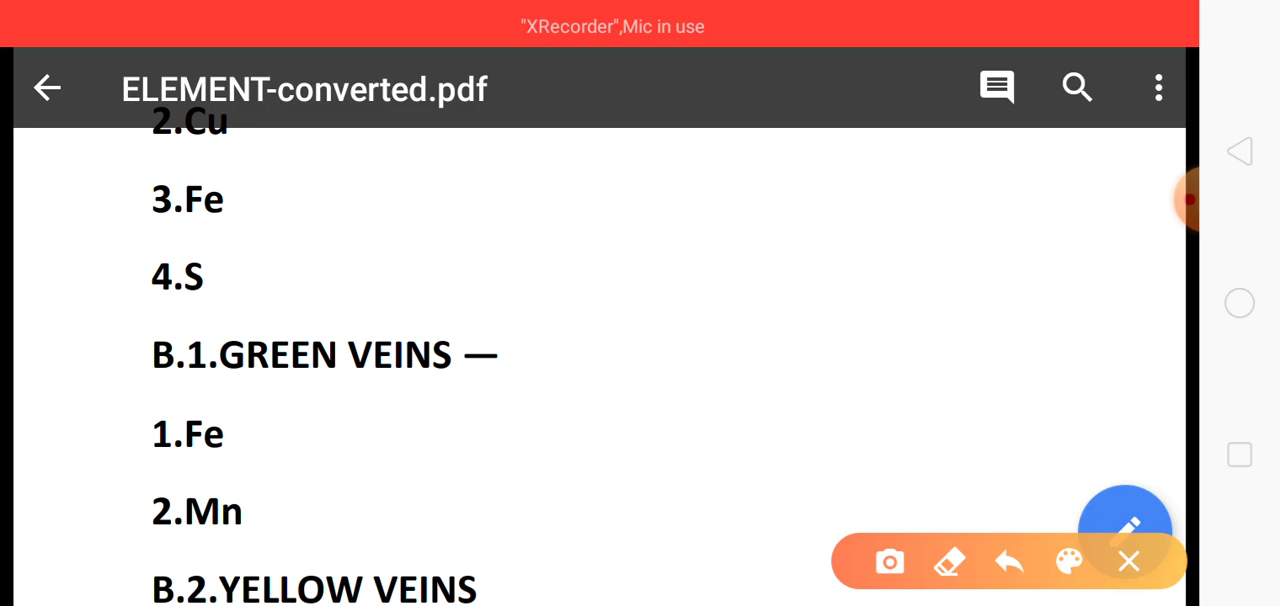 "XRecorder",Mic in use
ELEMENT-converted.pdf
2.Cu
3.Fe
4.S
B.1.GREEN VEINS —
1.Fe
2.Mn
B.2.YELLOW VEINS